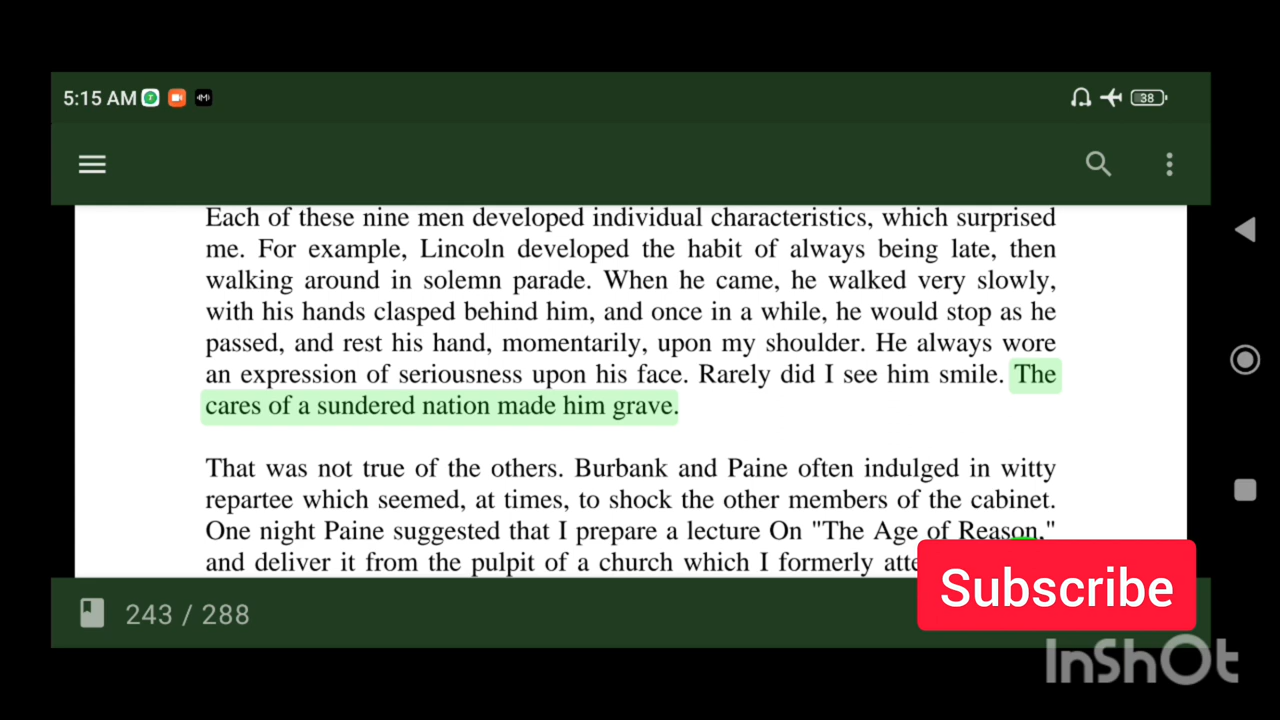 5:15 AM
38
Each of these nine men developed individual characteristics, which surprised
me. For example, Lincoln developed the habit of always being late, then
walking around in solemn parade. When he came, he walked very slowly,
with his hands clasped behind him, and once in a while, he would stop as he
passed, and rest his hand, momentarily, upon my shoulder. He always wore
an expression of seriousness upon his face. Rarely did I see him smile. The
cares of a sundered nation made him grave.
That was not true of the others. Burbank and Paine often indulged in witty
repartee which seemed, at times, to shock the other members of the cabinet.
One night Paine suggested that I prepare a lecture On "The Age of Reason,"
and deliver it from the pulpit of a church which I formerly
Subscribe
243 / 288
InShOt